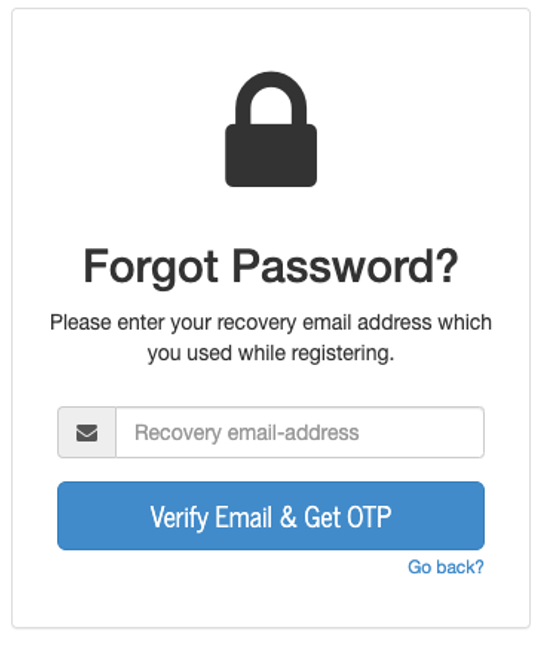 Forgot Password?
Please enter your recovery email address which
you used while registering.
Recovery email-address
Verify Email & Get OTP
Go back?